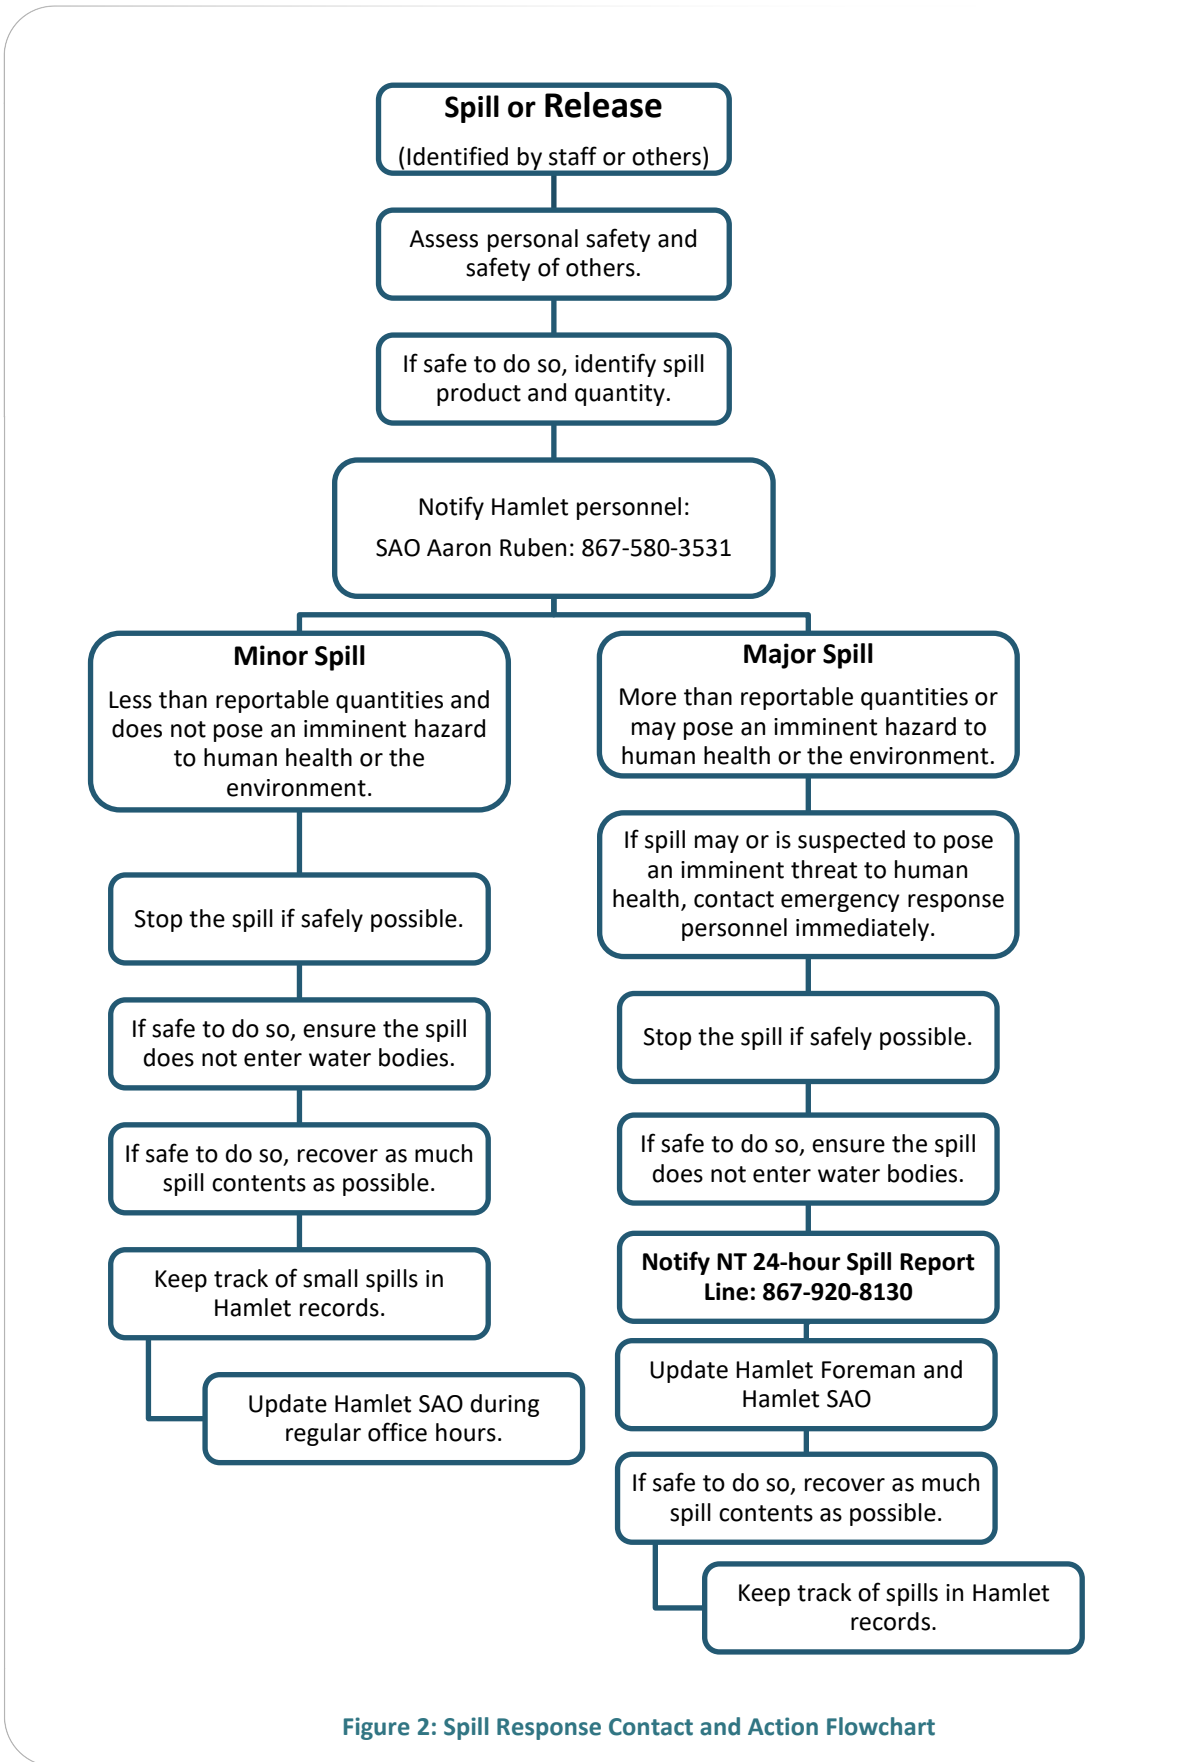 Spill or Release
(Identified by staff or others)
Assess personal safety and
safety of others.
If safe to do so, identify spill
product and quantity.
Notify Hamlet personnel:
SAO Aaron Ruben: 867-580-3531
Minor Spill
Less than reportable quantities and
does not pose an imminent hazard
to human health or the
environment.
Stop the spill if safely possible.
If safe to do so, ensure the spill
does not enter water bodies.
If safe to do so, recover as much
spill contents as possible.
Keep track of small spills in
Hamlet records.
Update Hamlet SAO during
regular office hours.
Major Spill
More than reportable quantities or
may pose an imminent hazard to
human health or the environment.
If spill may or is suspected to pose
an imminent threat to human
health, contact emergency response
personnel immediately.
Stop the spill if safely possible.
If safe to do so, ensure the spill
does not enter water bodies.
Notify NT 24-hour Spill Report
Line: 867-920-8130
Update Hamlet Foreman and
Hamlet SAO
If safe to do so, recover as much
spill contents as possible.
Keep track of spills in Hamlet
records.
Figure 2: Spill Response Contact and Action Flowchart